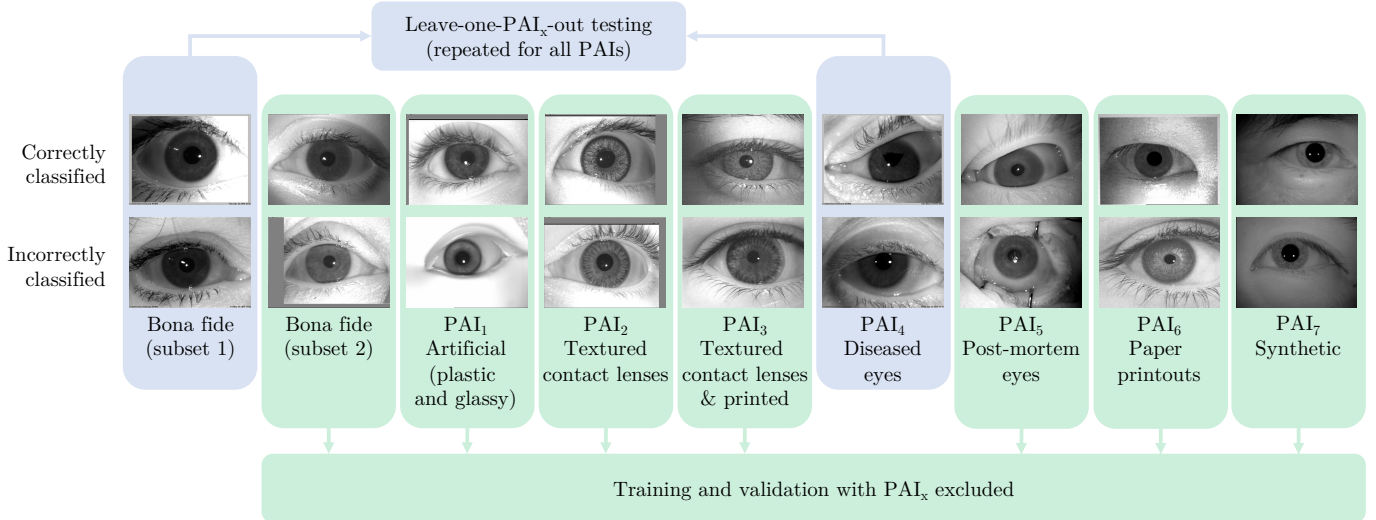 Leave-one-PAIₓ-out testing
(repeated for all PAIs)
Correctly
classified
Incorrectly
classified
Bona fide
(subset 1)
Bona fide
(subset 2)
PAI₁
Artificial
(plastic
and glassy)
PAI₂
Textured
contact lenses
PAI₃
Textured
contact lenses
& printed
PAI₄
Diseased
eyes
PAI₅
Post-mortem
eyes
PAI₆
Paper
printouts
PAI₇
Synthetic
Training and validation with PAIₓ excluded